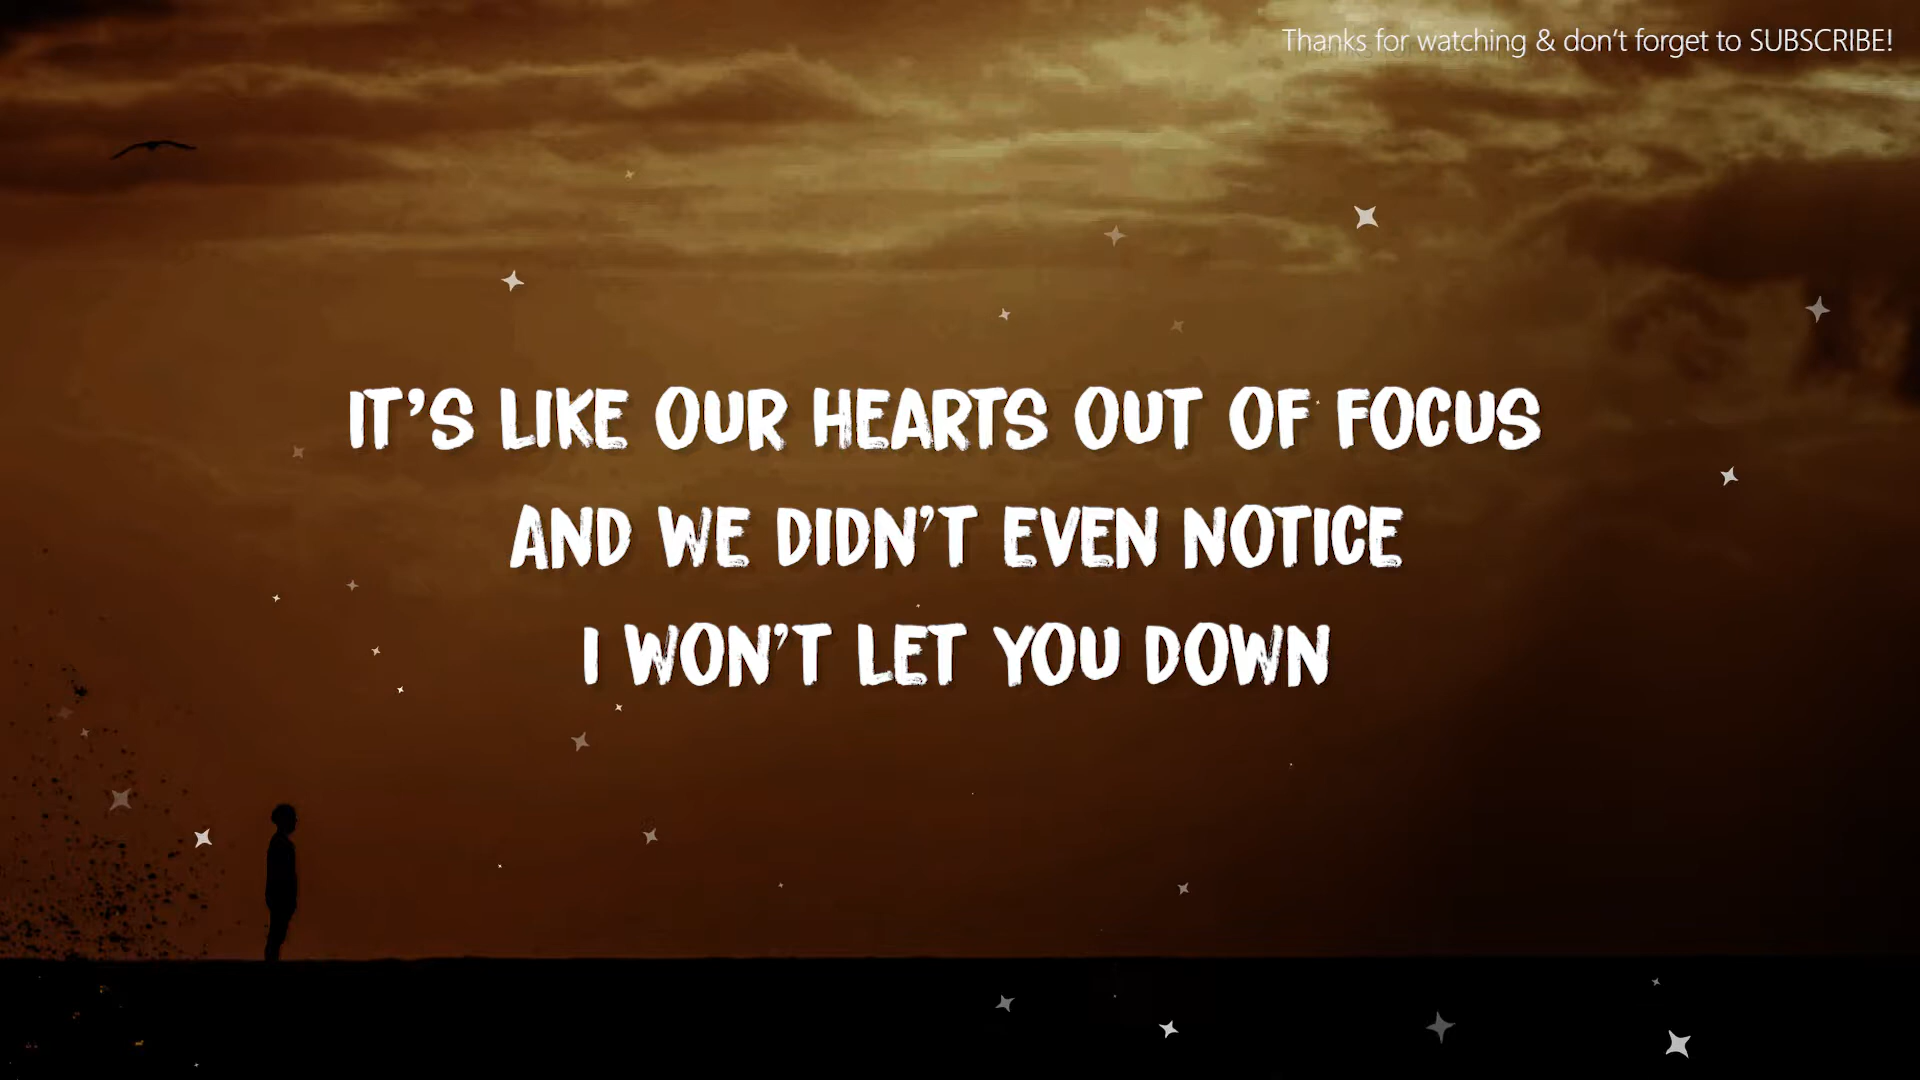 Thanks for watching & don't forget to SUBSCRIBE!
IT'S LIKE OUR HEARTS OUT OF FOCUS
AND WE DIDN'T EVEN NOTICE
I WON'T LET YOU DOWN